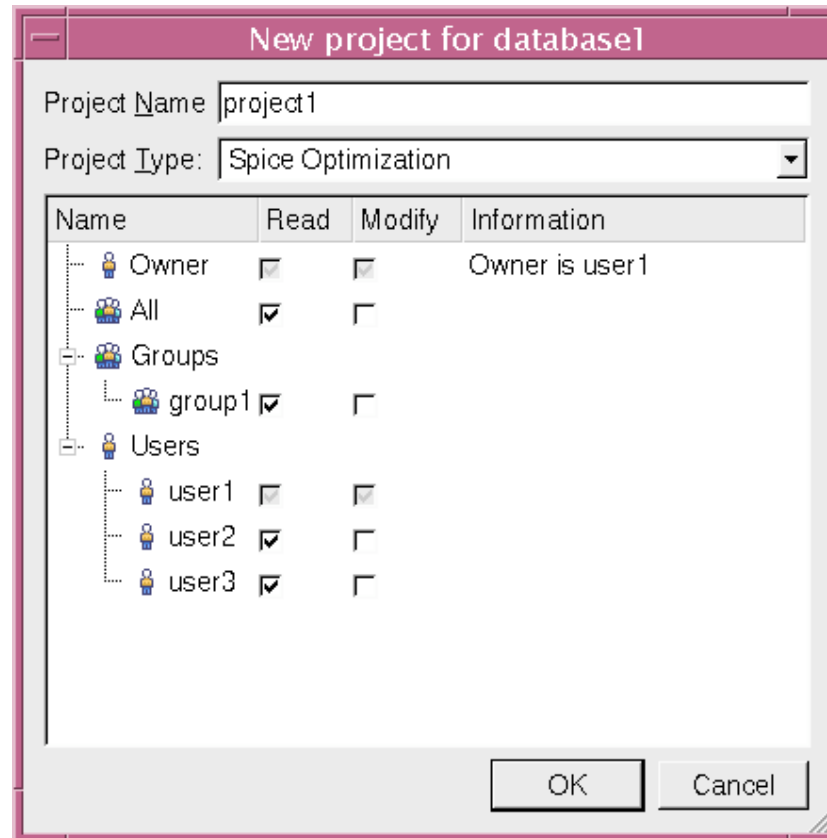 New project for database1
Project Name project1
Project Type: Spice Optimization
Name Read Modify Information
Owner Owner is user1
All
Groups
group1
Users
user1
user2
user3
OK Cancel